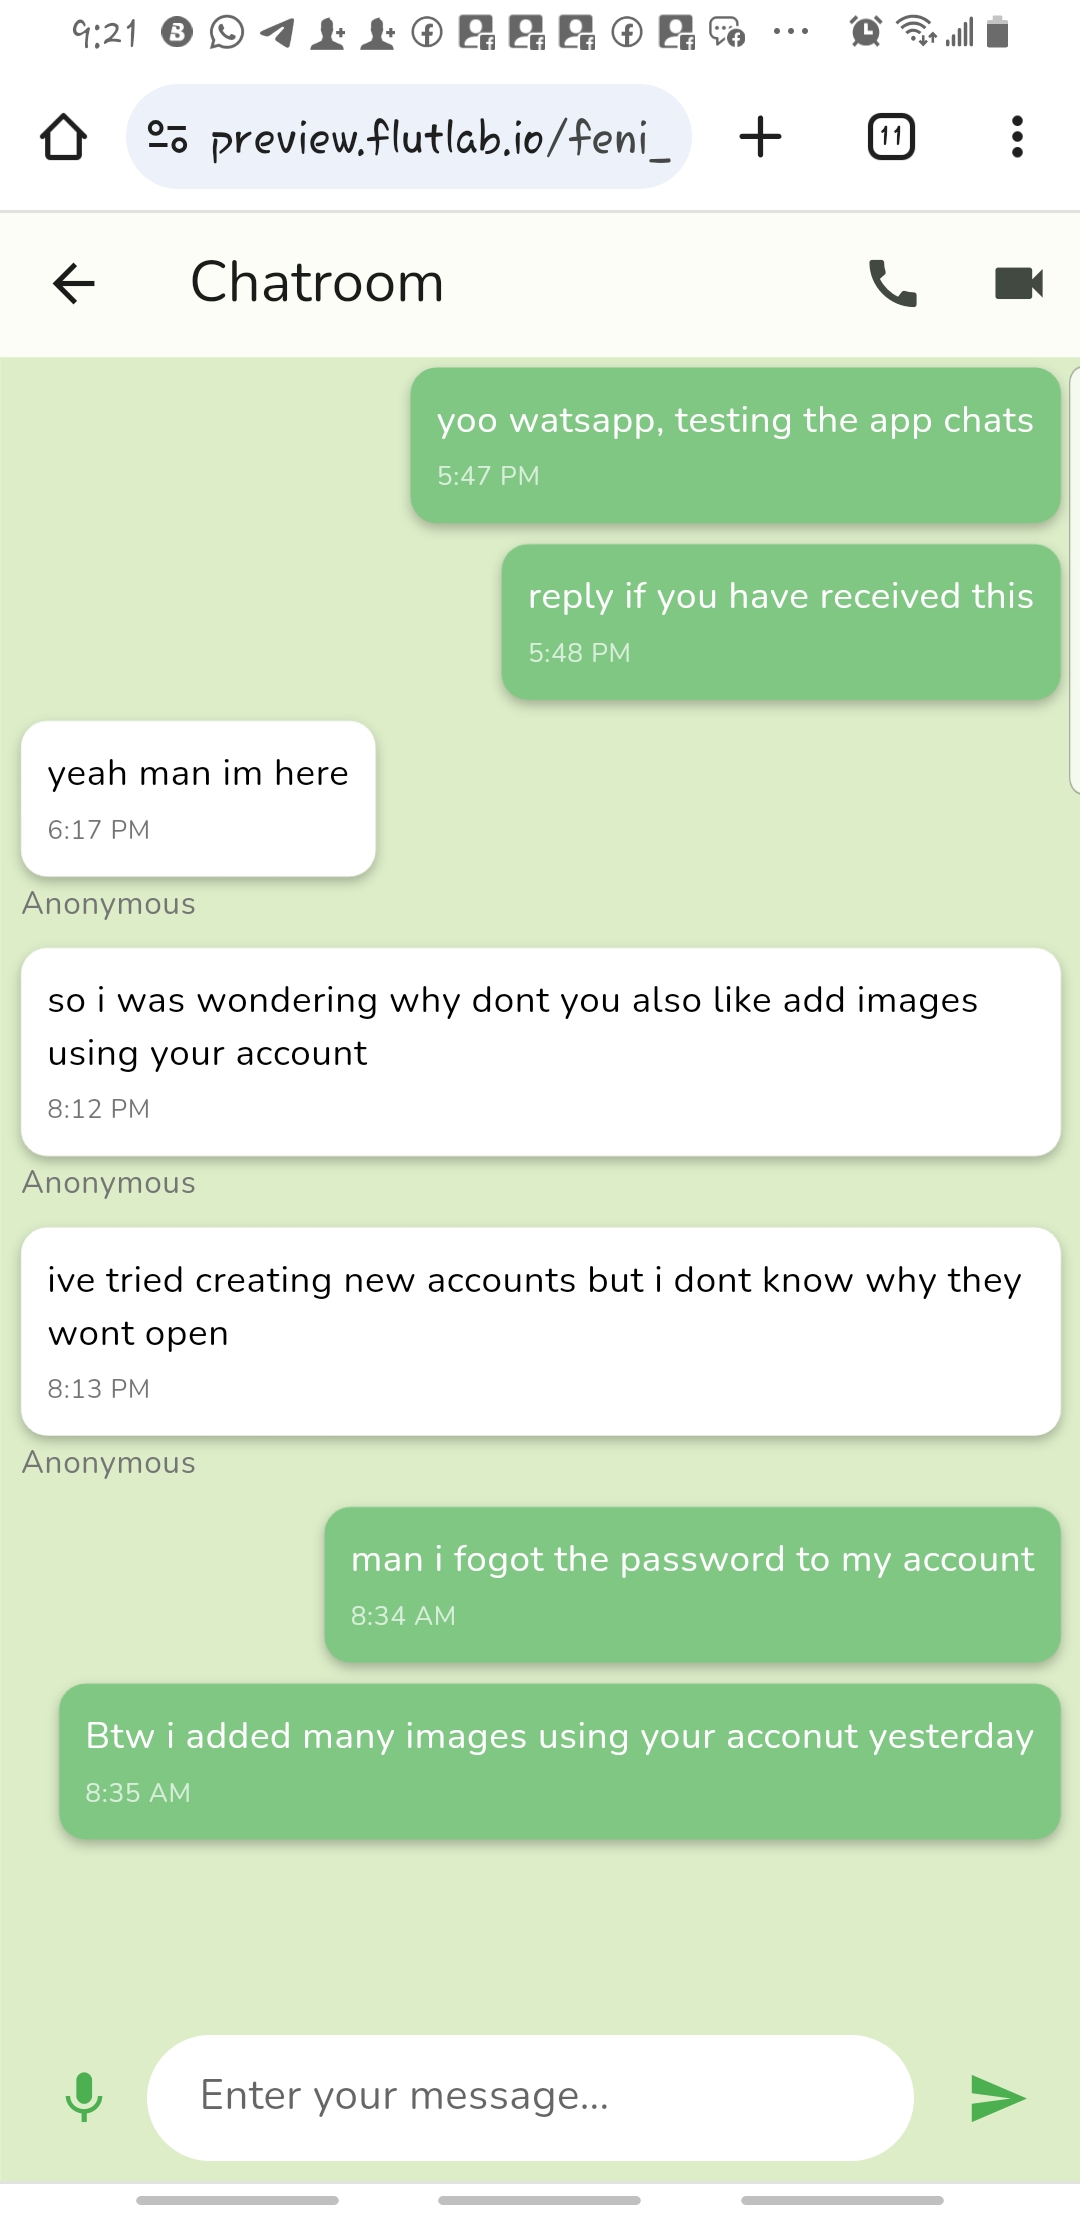 9:21
preview.flutlab.io/feni_
11
Chatroom
yoo watsapp, testing the app chats
5:47 PM
reply if you have received this
5:48 PM
yeah man im here
6:17 PM
Anonymous
so i was wondering why dont you also like add images
using your account
8:12 PM
Anonymous
ive tried creating new accounts but i dont know why they
wont open
8:13 PM
Anonymous
man i fogot the password to my account
8:34 AM
Btw i added many images using your acconut yesterday
8:35 AM
Enter your message...